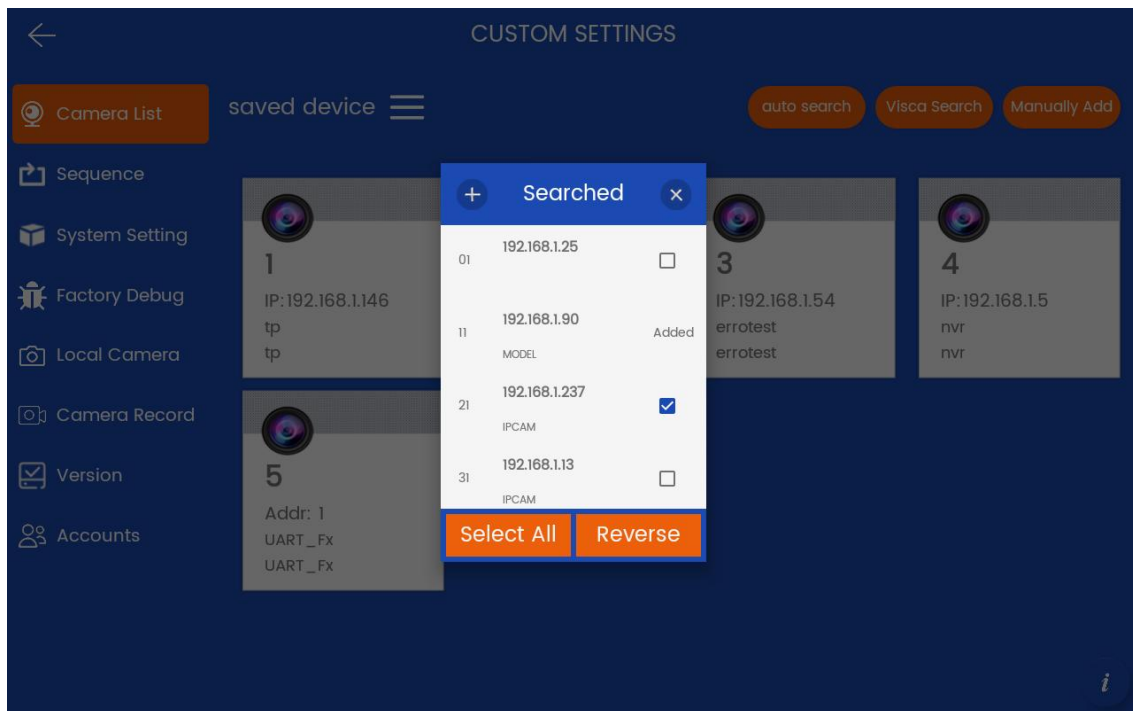 CUSTOM SETTINGS
Camera List
saved device
auto search
Visca Search
Manually Add
Sequence
System Setting
Factory Debug
Local Camera
Camera Record
Version
Accounts
1
IP:192.168.1.146
tp
tp
3
IP:192.168.1.54
errotest
errotest
4
IP:192.168.1.5
nvr
nvr
5
Addr: 1
UART_Fx
UART_Fx
+ Searched ×
01 192.168.1.25
11 192.168.1.90 Added
MODEL
21 192.168.1.237
IPCAM
31 192.168.1.13
IPCAM
Select All
Reverse
i